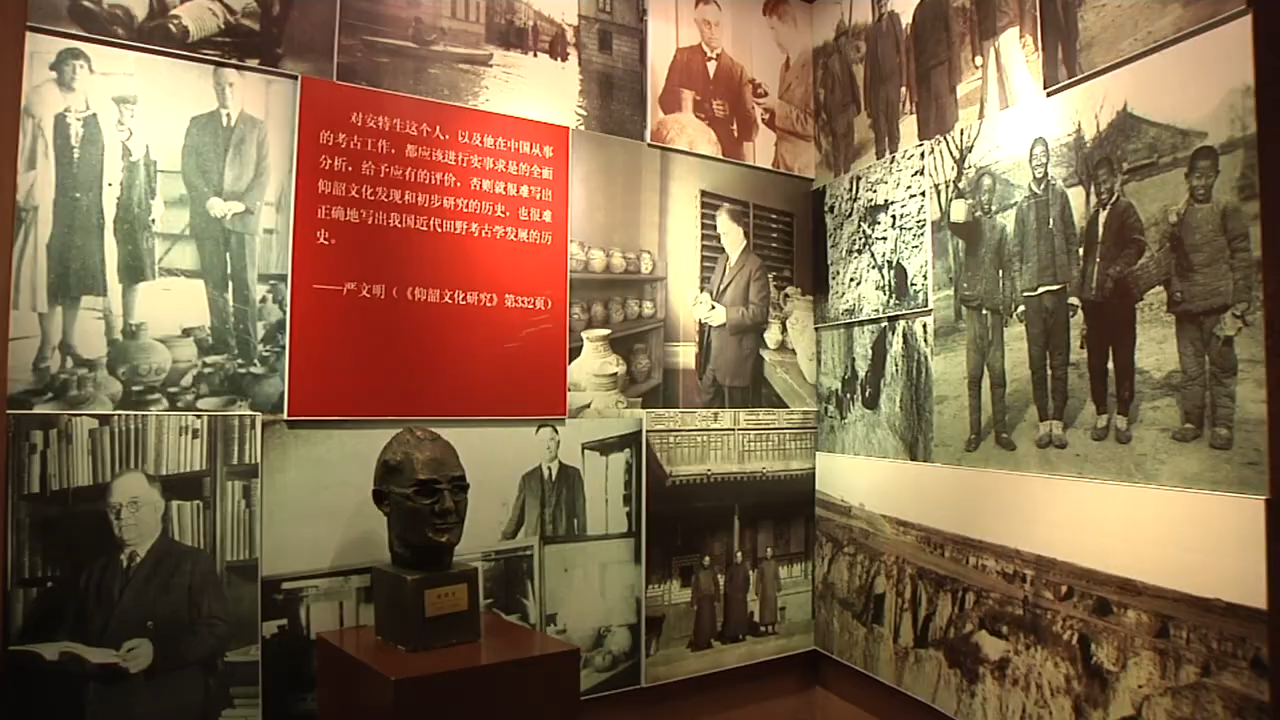 对安特生这个人，以及他在中国从事
的考古工作，都应该进行实事求是的全面
分析，给予应有的评价，否则就很难写出
仰韶文化发现和初步研究的历史，也很难
正确地写出我国近代田野考古学发展的历
史。
——严文明（《仰韶文化研究》第332页）